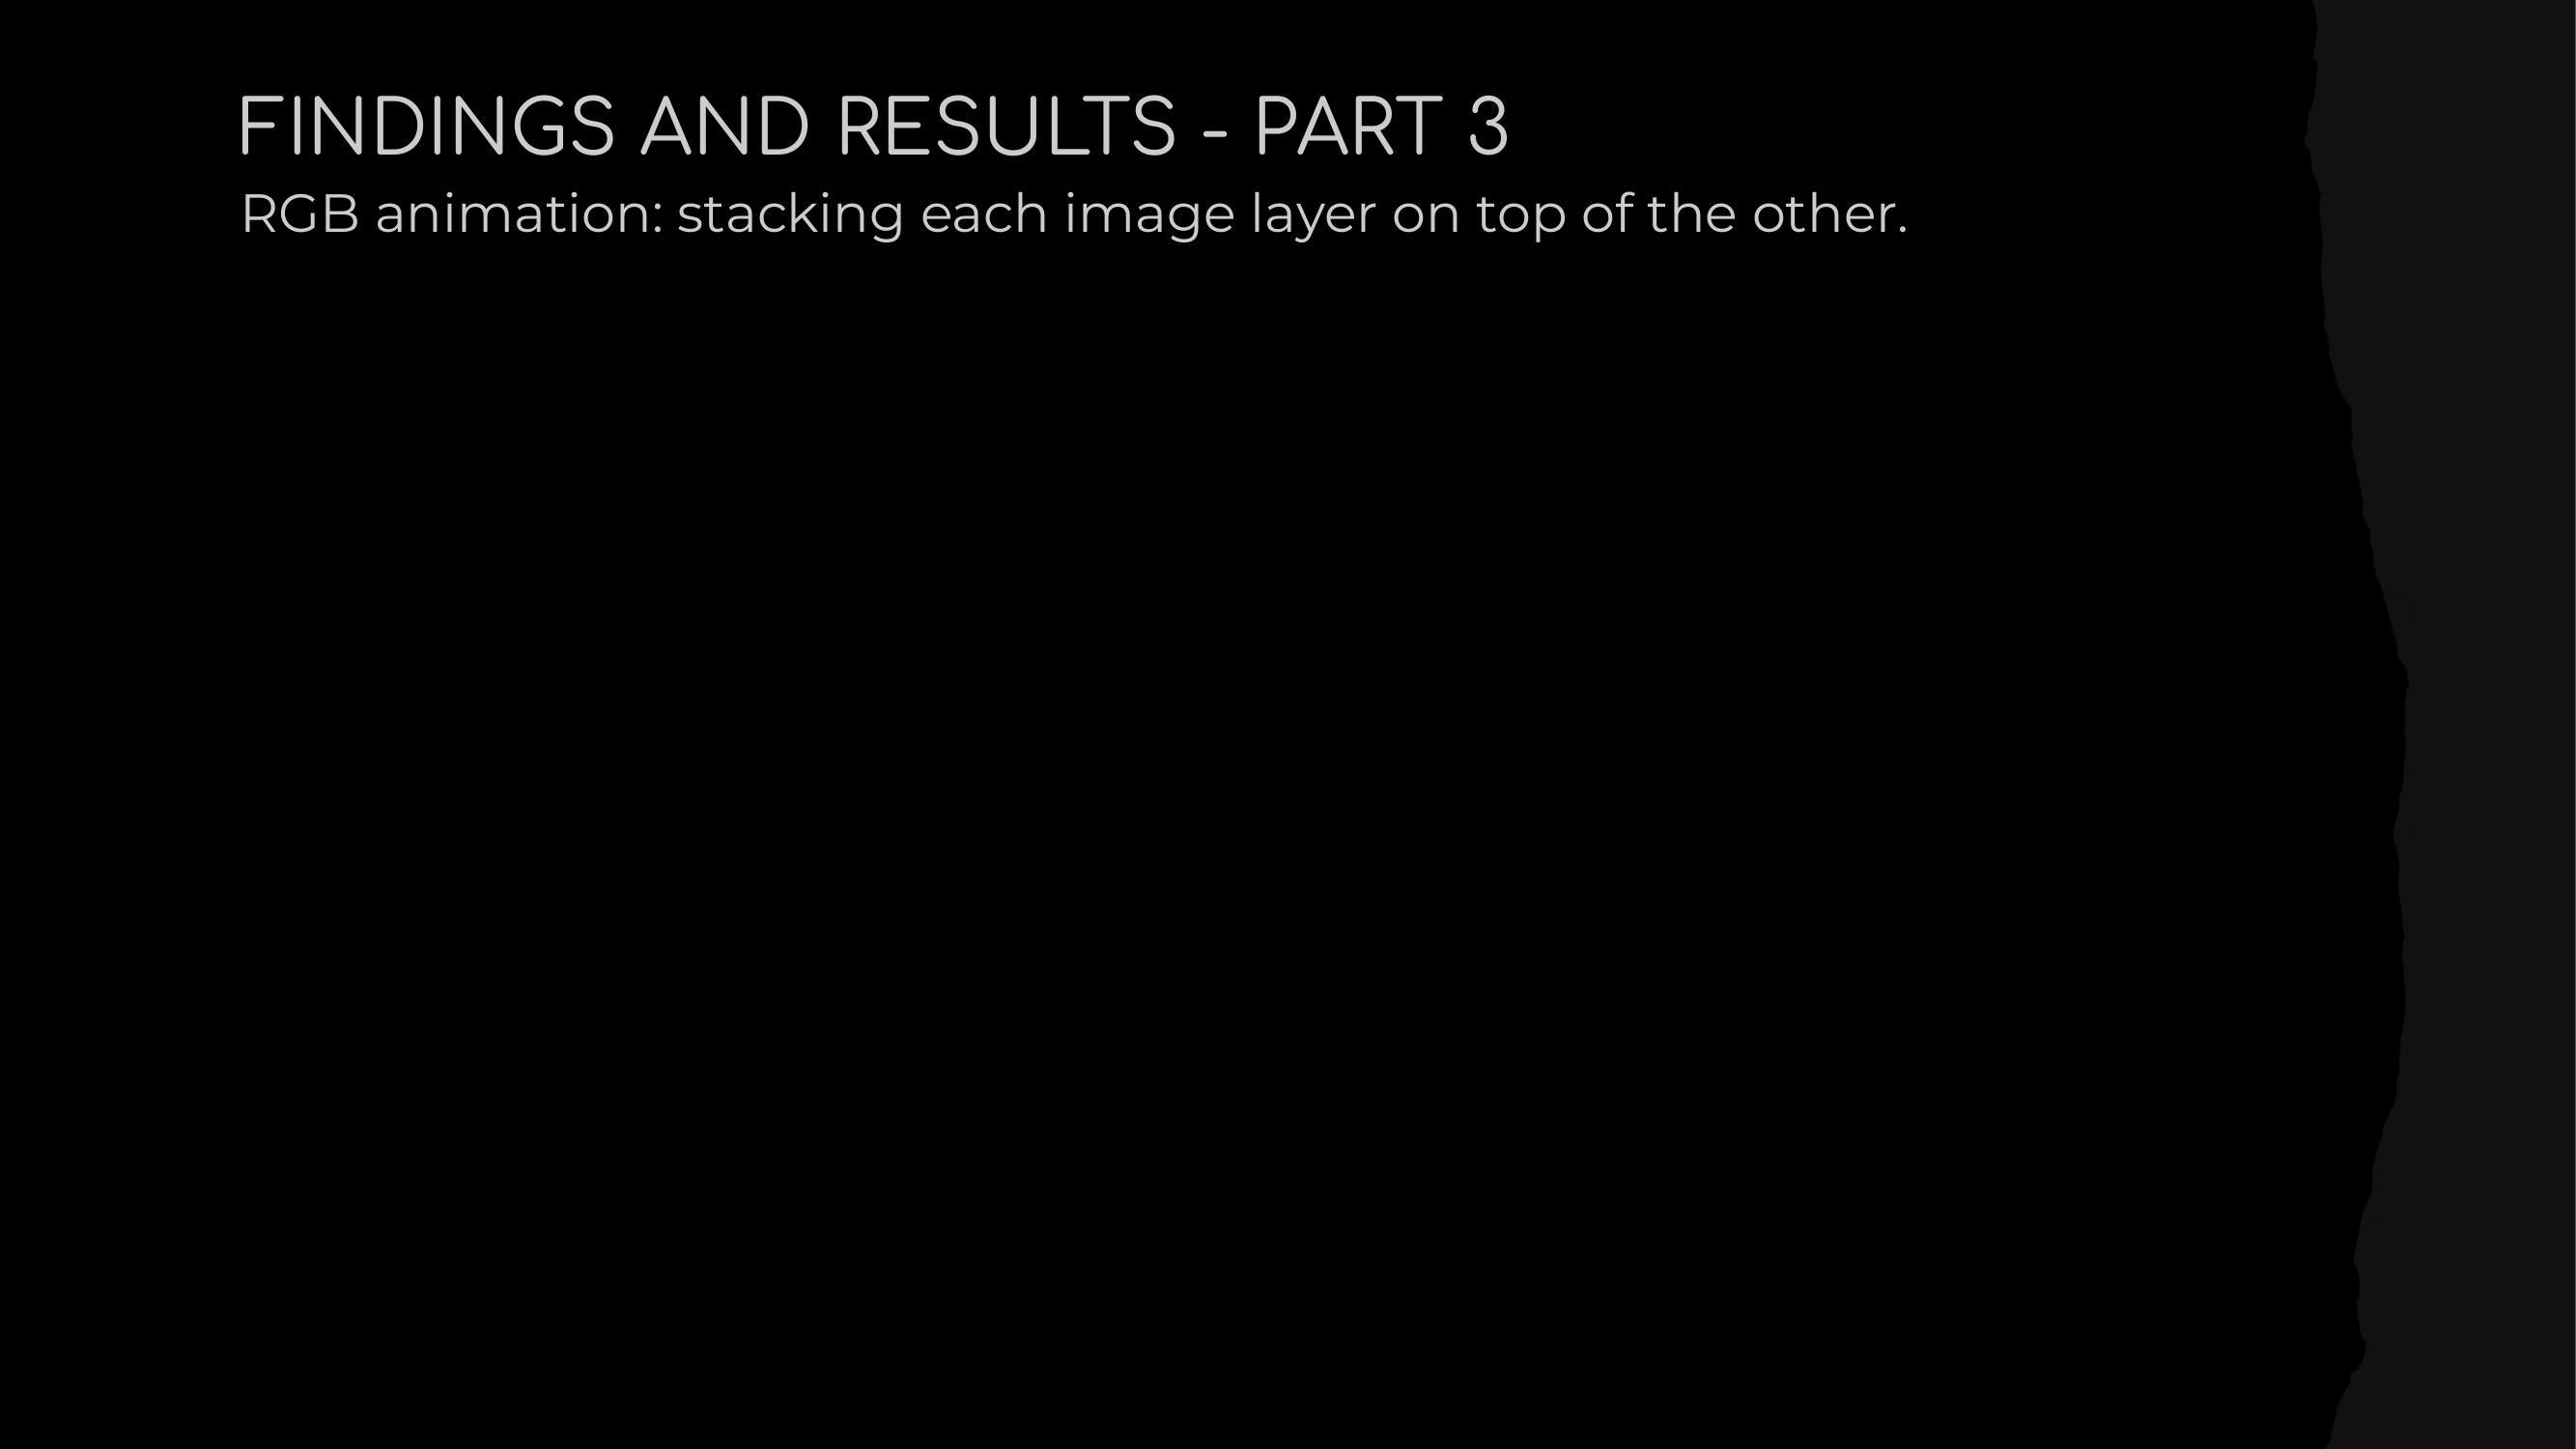 FINDINGS AND RESULTS - PART 3
RGB animation: stacking each image layer on top of the other.